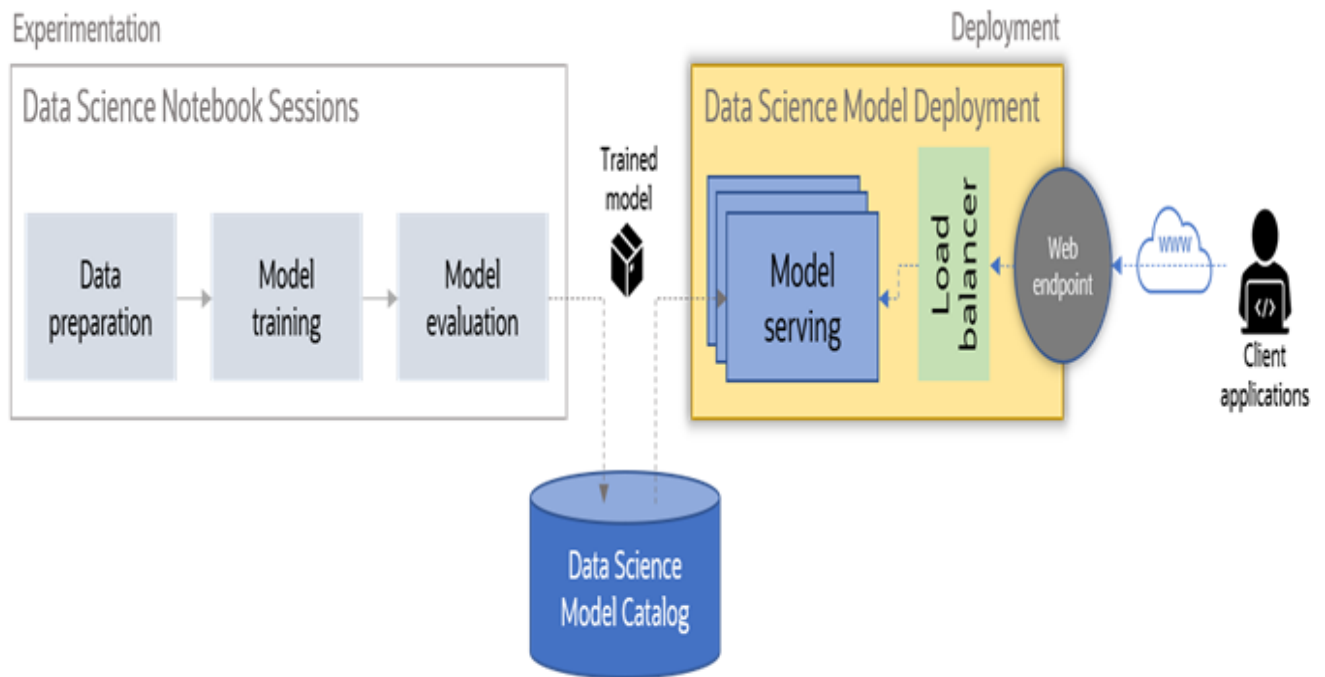 Experimentation
Deployment
Data Science Notebook Sessions
Data
preparation
Model
training
Model
evaluation
Trained
model
Data Science Model Deployment
Model
serving
Load
balancer
Web
endpoint
www
</>
Client
applications
Data Science
Model Catalog